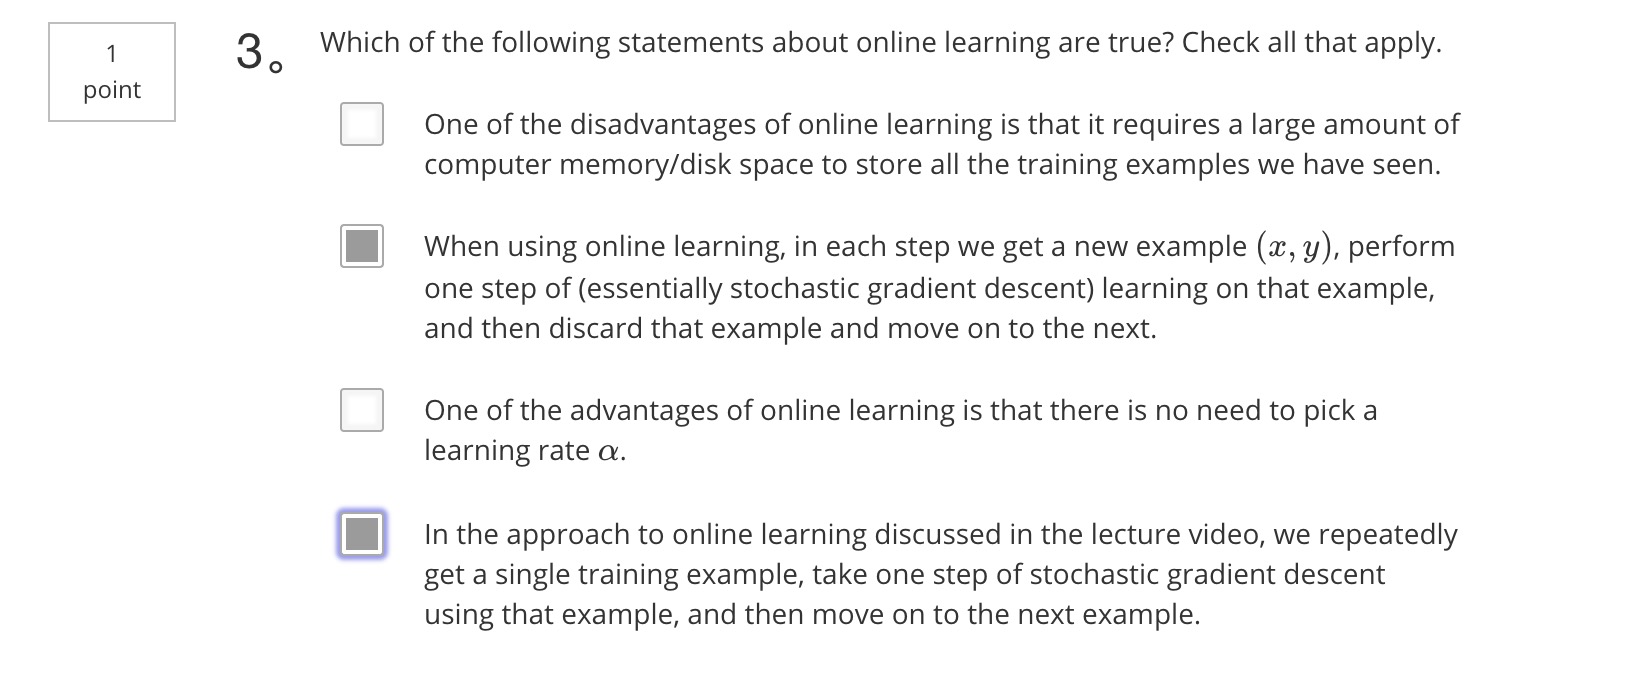 1
point
3。
Which of the following statements about online learning are true? Check all that apply.
One of the disadvantages of online learning is that it requires a large amount of
computer memory/disk space to store all the training examples we have seen.
When using online learning, in each step we get a new example (x, y), perform
one step of (essentially stochastic gradient descent) learning on that example,
and then discard that example and move on to the next.
One of the advantages of online learning is that there is no need to pick a
learning rate α.
In the approach to online learning discussed in the lecture video, we repeatedly
get a single training example, take one step of stochastic gradient descent
using that example, and then move on to the next example.